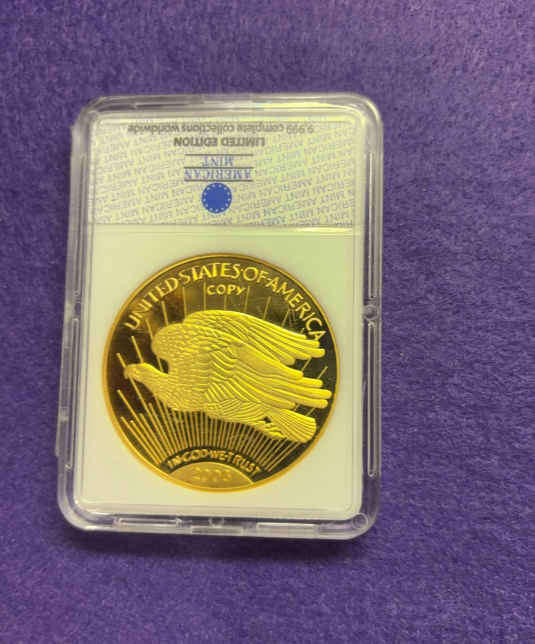 9,999 complete collections worldwide
LIMITED EDITION
AMERICAN
MINT
UNITED·STATES·OF·AMERICA
COPY
IN·GOD·WE·TRUST